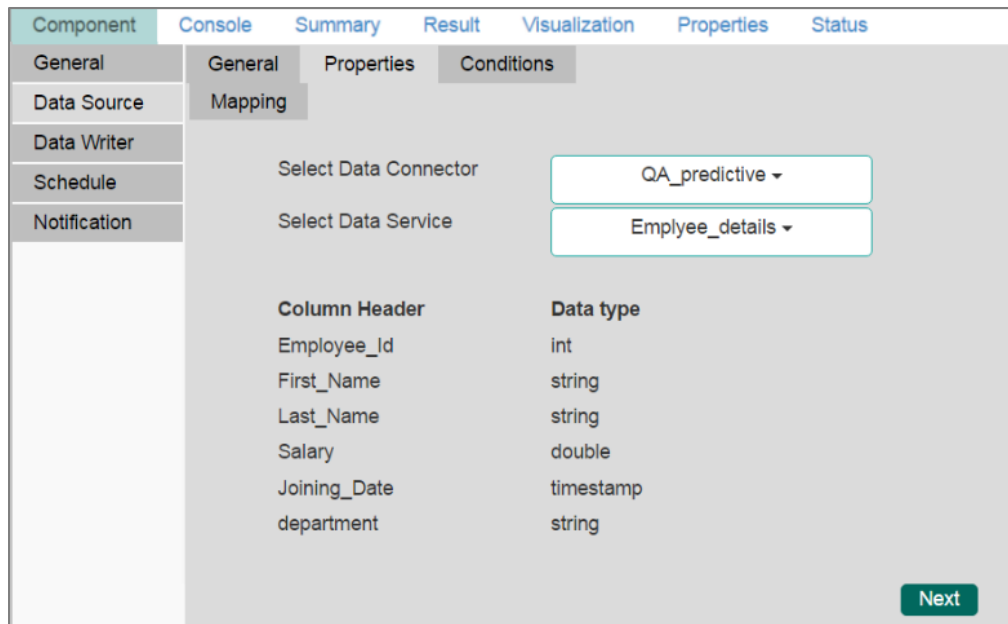 Component Console Summary Result Visualization Properties Status
General General Properties Conditions
Data Source Mapping
Data Writer
Schedule
Notification
Select Data Connector QA_predictive
Select Data Service Emplyee_details
Column Header Data type
Employee_Id int
First_Name string
Last_Name string
Salary double
Joining_Date timestamp
department string
Next